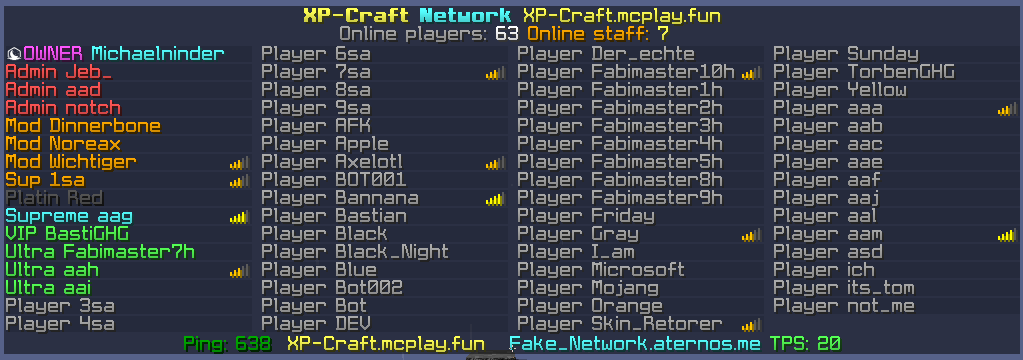 XP-Craft Network XP-Craft.mcplay.fun
Online players: 63 Online staff: 7
OWNER Michaelninder
Admin Jeb_
Admin aad
Admin notch
Mod Dinnerbone
Mod Noreax
Mod Wichtiger
Sup 1sa
Platin Red
Supreme aag
VIP BastiGHG
Ultra Fabimaster7h
Ultra aah
Ultra aai
Player 3sa
Player 4sa
Player 6sa
Player 7sa
Player 8sa
Player 9sa
Player AFK
Player Apple
Player Axelotl
Player BOT001
Player Bannana
Player Bastian
Player Black
Player Black_Night
Player Blue
Player Bot002
Player Bot
Player DEV
Player Der_echte
Player Fabimaster10h
Player Fabimaster1h
Player Fabimaster2h
Player Fabimaster3h
Player Fabimaster4h
Player Fabimaster5h
Player Fabimaster8h
Player Fabimaster9h
Player Friday
Player Gray
Player I_am
Player Microsoft
Player Mojang
Player Orange
Player Skin_Retorer
Player Sunday
Player TorbenGHG
Player Yellow
Player aaa
Player aab
Player aac
Player aae
Player aaf
Player aaj
Player aal
Player aam
Player asd
Player ich
Player its_tom
Player not_me
Ping: 638 XP-Craft.mcplay.fun Fake_Network.aternos.me TPS: 20